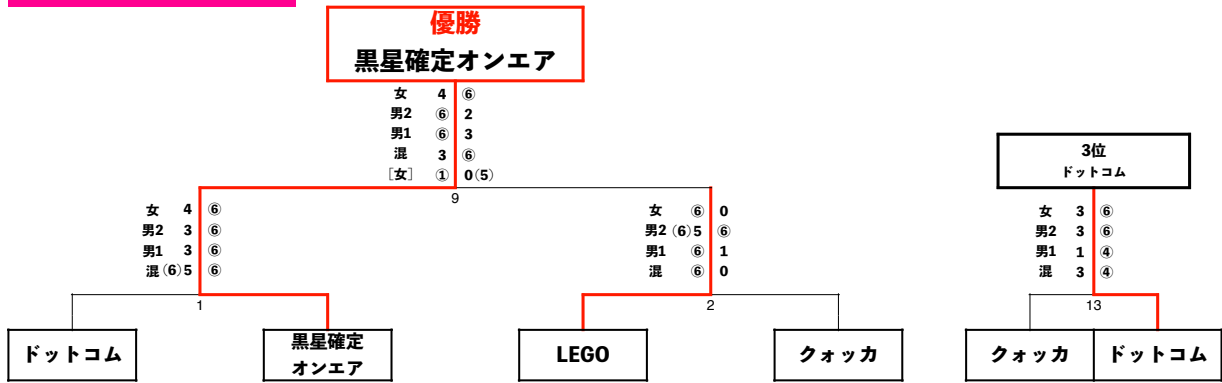 優勝
黒星確定オンエア
女 4 ⑥
男2 ⑥ 2
男1 ⑥ 3
混 3 ⑥
[女] ① 0(5)
9
女 4 ⑥
男2 3 ⑥
男1 3 ⑥
混(6)5 ⑥
1
女 ⑥ 0
男2(6)5 ⑥
男1 ⑥ 1
混 ⑥ 0
2
3位
ドットコム
女 3 ⑥
男2 3 ⑥
男1 1 ④
混 3 ④
13
ドットコム
黒星確定
オンエア
LEGO
クォッカ
クォッカ
ドットコム